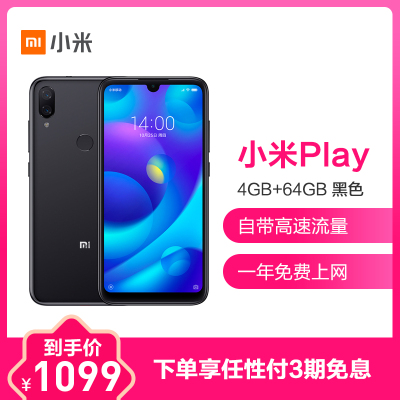 mi 小米
14:00
小米Play
4GB+64GB 黑色
自带高速流量
一年免费上网
mi
到手价
¥1099
下单享任性付3期免息